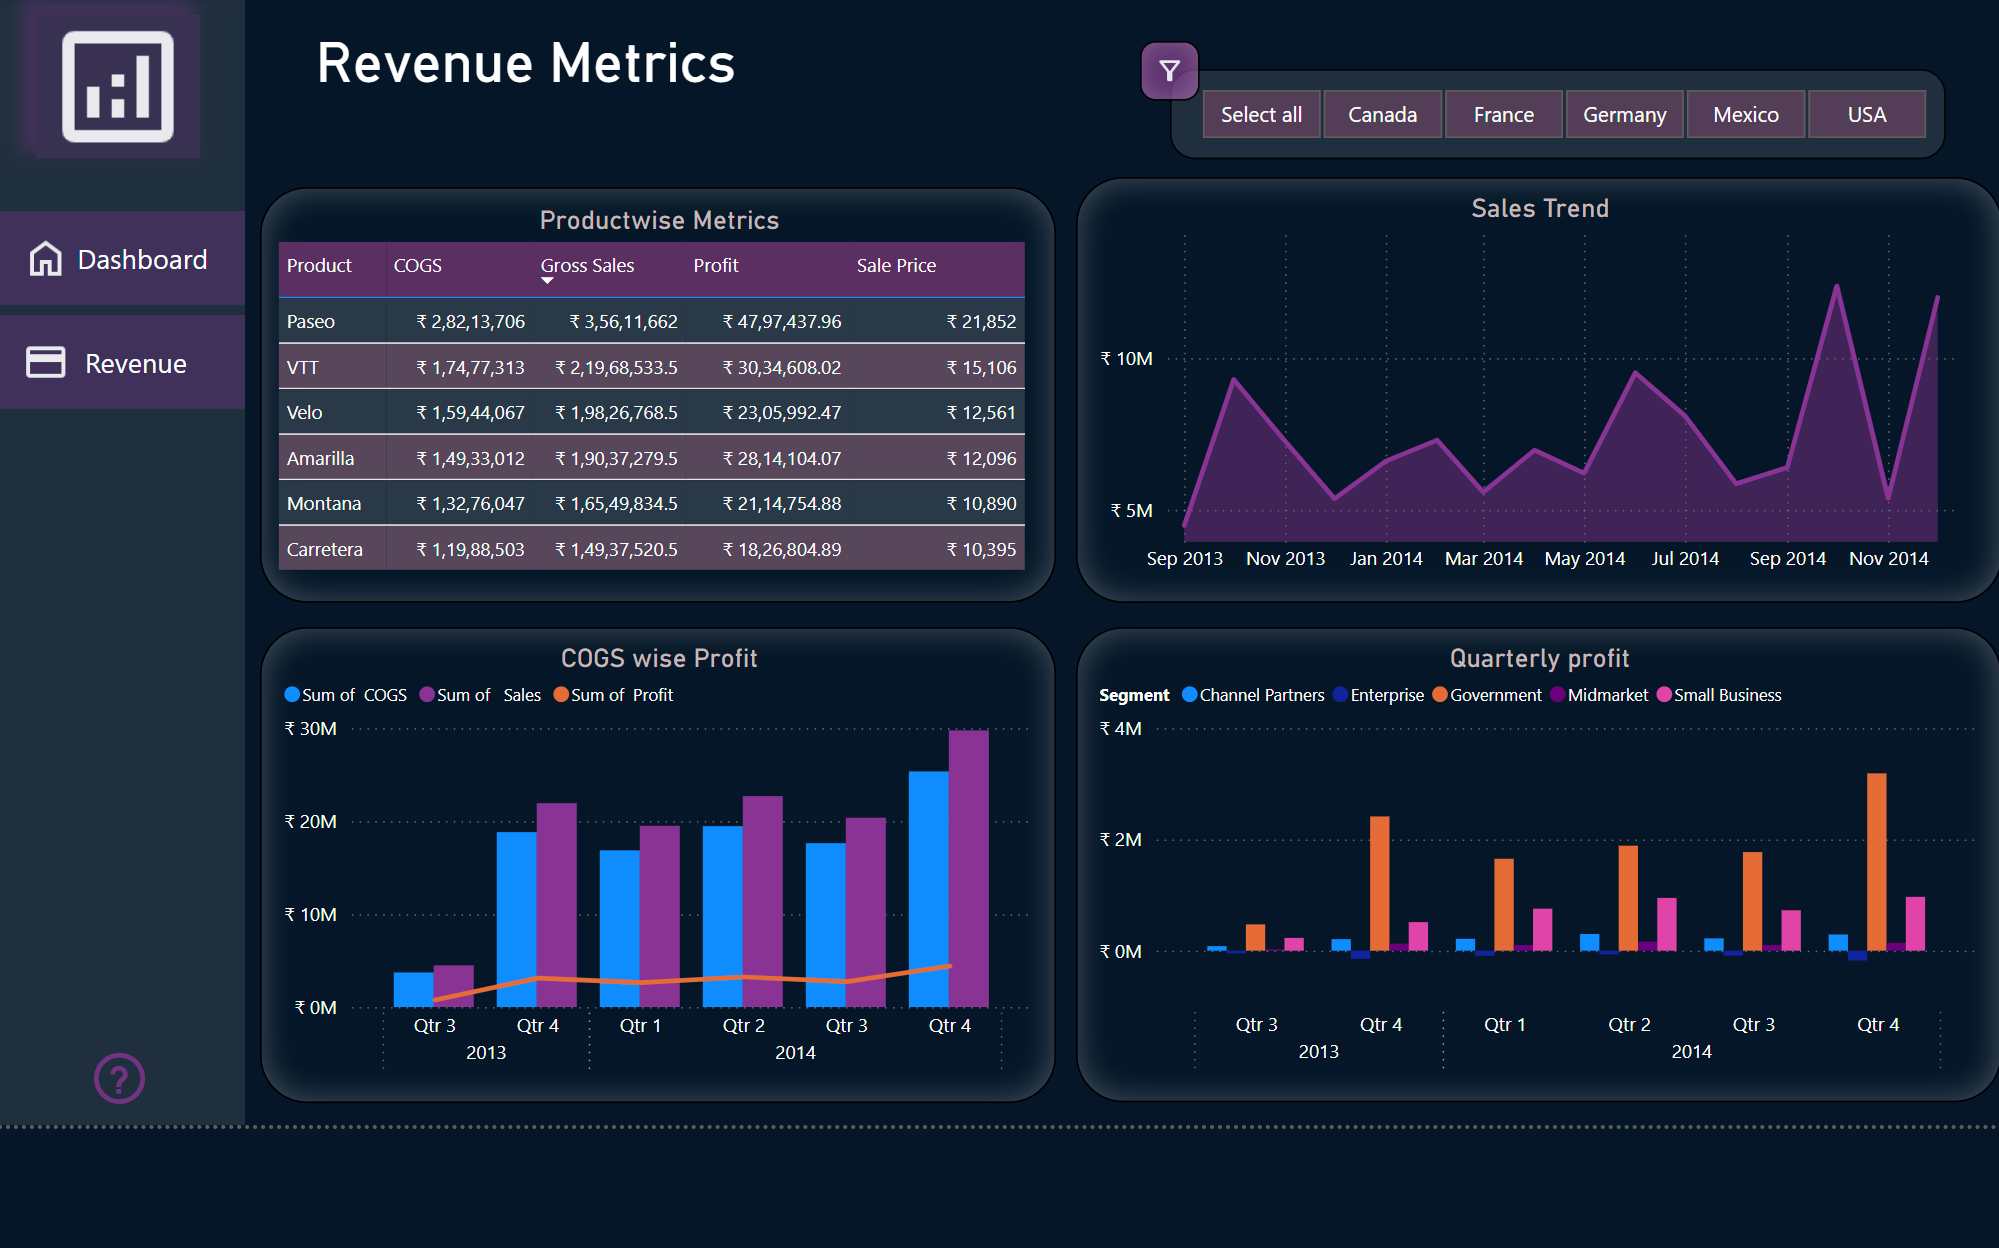 Revenue Metrics
Select all Canada France Germany Mexico USA
Dashboard
Revenue
?
Productwise Metrics
Product COGS Gross Sales Profit Sale Price
Paseo ₹ 2,82,13,706 ₹ 3,56,11,662 ₹ 47,97,437.96 ₹ 21,852
VTT ₹ 1,74,77,313 ₹ 2,19,68,533.5 ₹ 30,34,608.02 ₹ 15,106
Velo ₹ 1,59,44,067 ₹ 1,98,26,768.5 ₹ 23,05,992.47 ₹ 12,561
Amarilla ₹ 1,49,33,012 ₹ 1,90,37,279.5 ₹ 28,14,104.07 ₹ 12,096
Montana ₹ 1,32,76,047 ₹ 1,65,49,834.5 ₹ 21,14,754.88 ₹ 10,890
Carretera ₹ 1,19,88,503 ₹ 1,49,37,520.5 ₹ 18,26,804.89 ₹ 10,395
Sales Trend
₹ 10M
₹ 5M
Sep 2013 Nov 2013 Jan 2014 Mar 2014 May 2014 Jul 2014 Sep 2014 Nov 2014
COGS wise Profit
Sum of COGS Sum of Sales Sum of Profit
₹ 30M
₹ 20M
₹ 10M
₹ 0M
Qtr 3 Qtr 4 Qtr 1 Qtr 2 Qtr 3 Qtr 4
2013 2014
Quarterly profit
Segment Channel Partners Enterprise Government Midmarket Small Business
₹ 4M
₹ 2M
₹ 0M
Qtr 3 Qtr 4 Qtr 1 Qtr 2 Qtr 3 Qtr 4
2013 2014